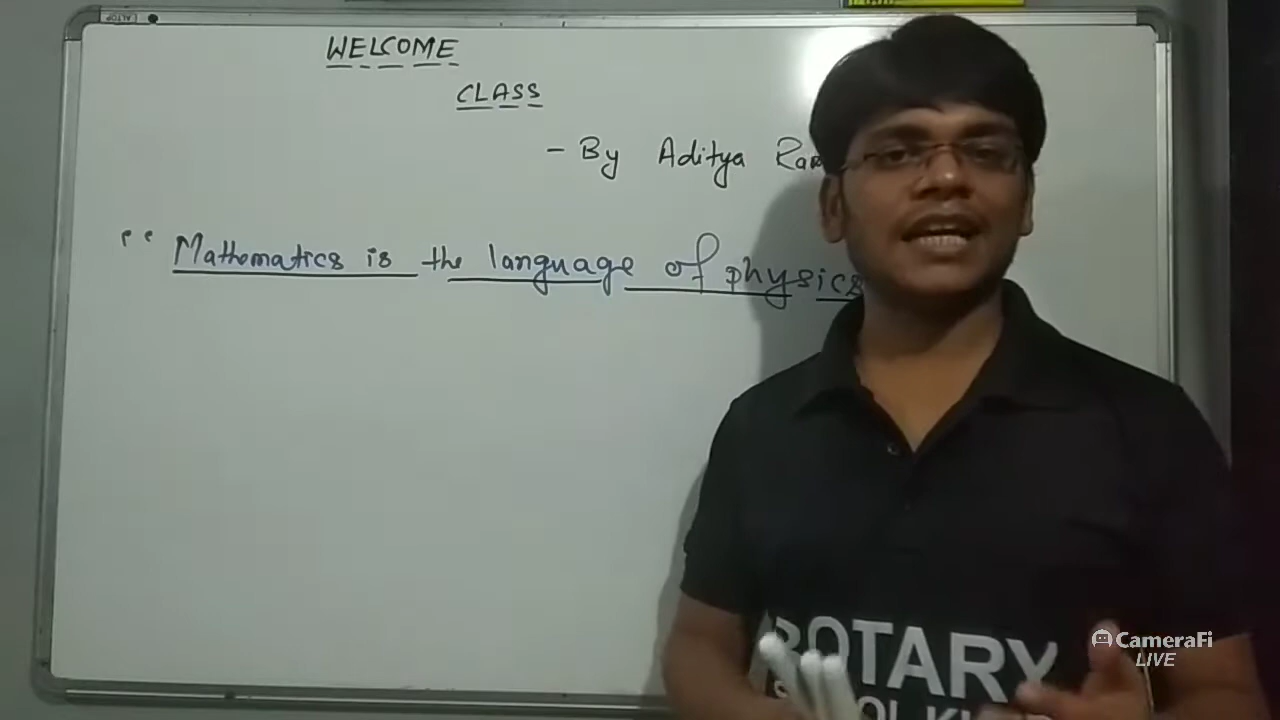 WELCOME
CLASS
- By Aditya
“ Mathematics is the language of physics
ROTARY
CameraFi
LIVE